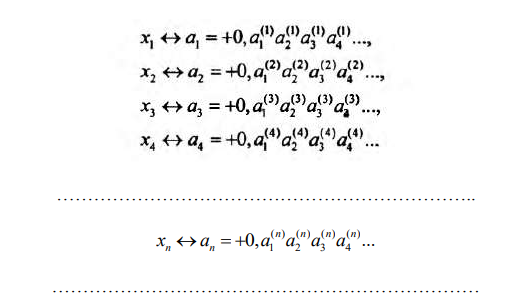 x₁ ↔ a₁ = +0,a₁⁽¹⁾a₂⁽¹⁾a₃⁽¹⁾a₄⁽¹⁾...,
x₂ ↔ a₂ = +0,a₁⁽²⁾a₂⁽²⁾a₃⁽²⁾a₄⁽²⁾...,
x₃ ↔ a₃ = +0,a₁⁽³⁾a₂⁽³⁾a₃⁽³⁾a₄⁽³⁾...,
x₄ ↔ a₄ = +0,a₁⁽⁴⁾a₂⁽⁴⁾a₃⁽⁴⁾a₄⁽⁴⁾...
……………………………………………………………..
xₙ ↔ aₙ = +0,a₁⁽ⁿ⁾a₂⁽ⁿ⁾a₃⁽ⁿ⁾a₄⁽ⁿ⁾...
………………………………………………………………